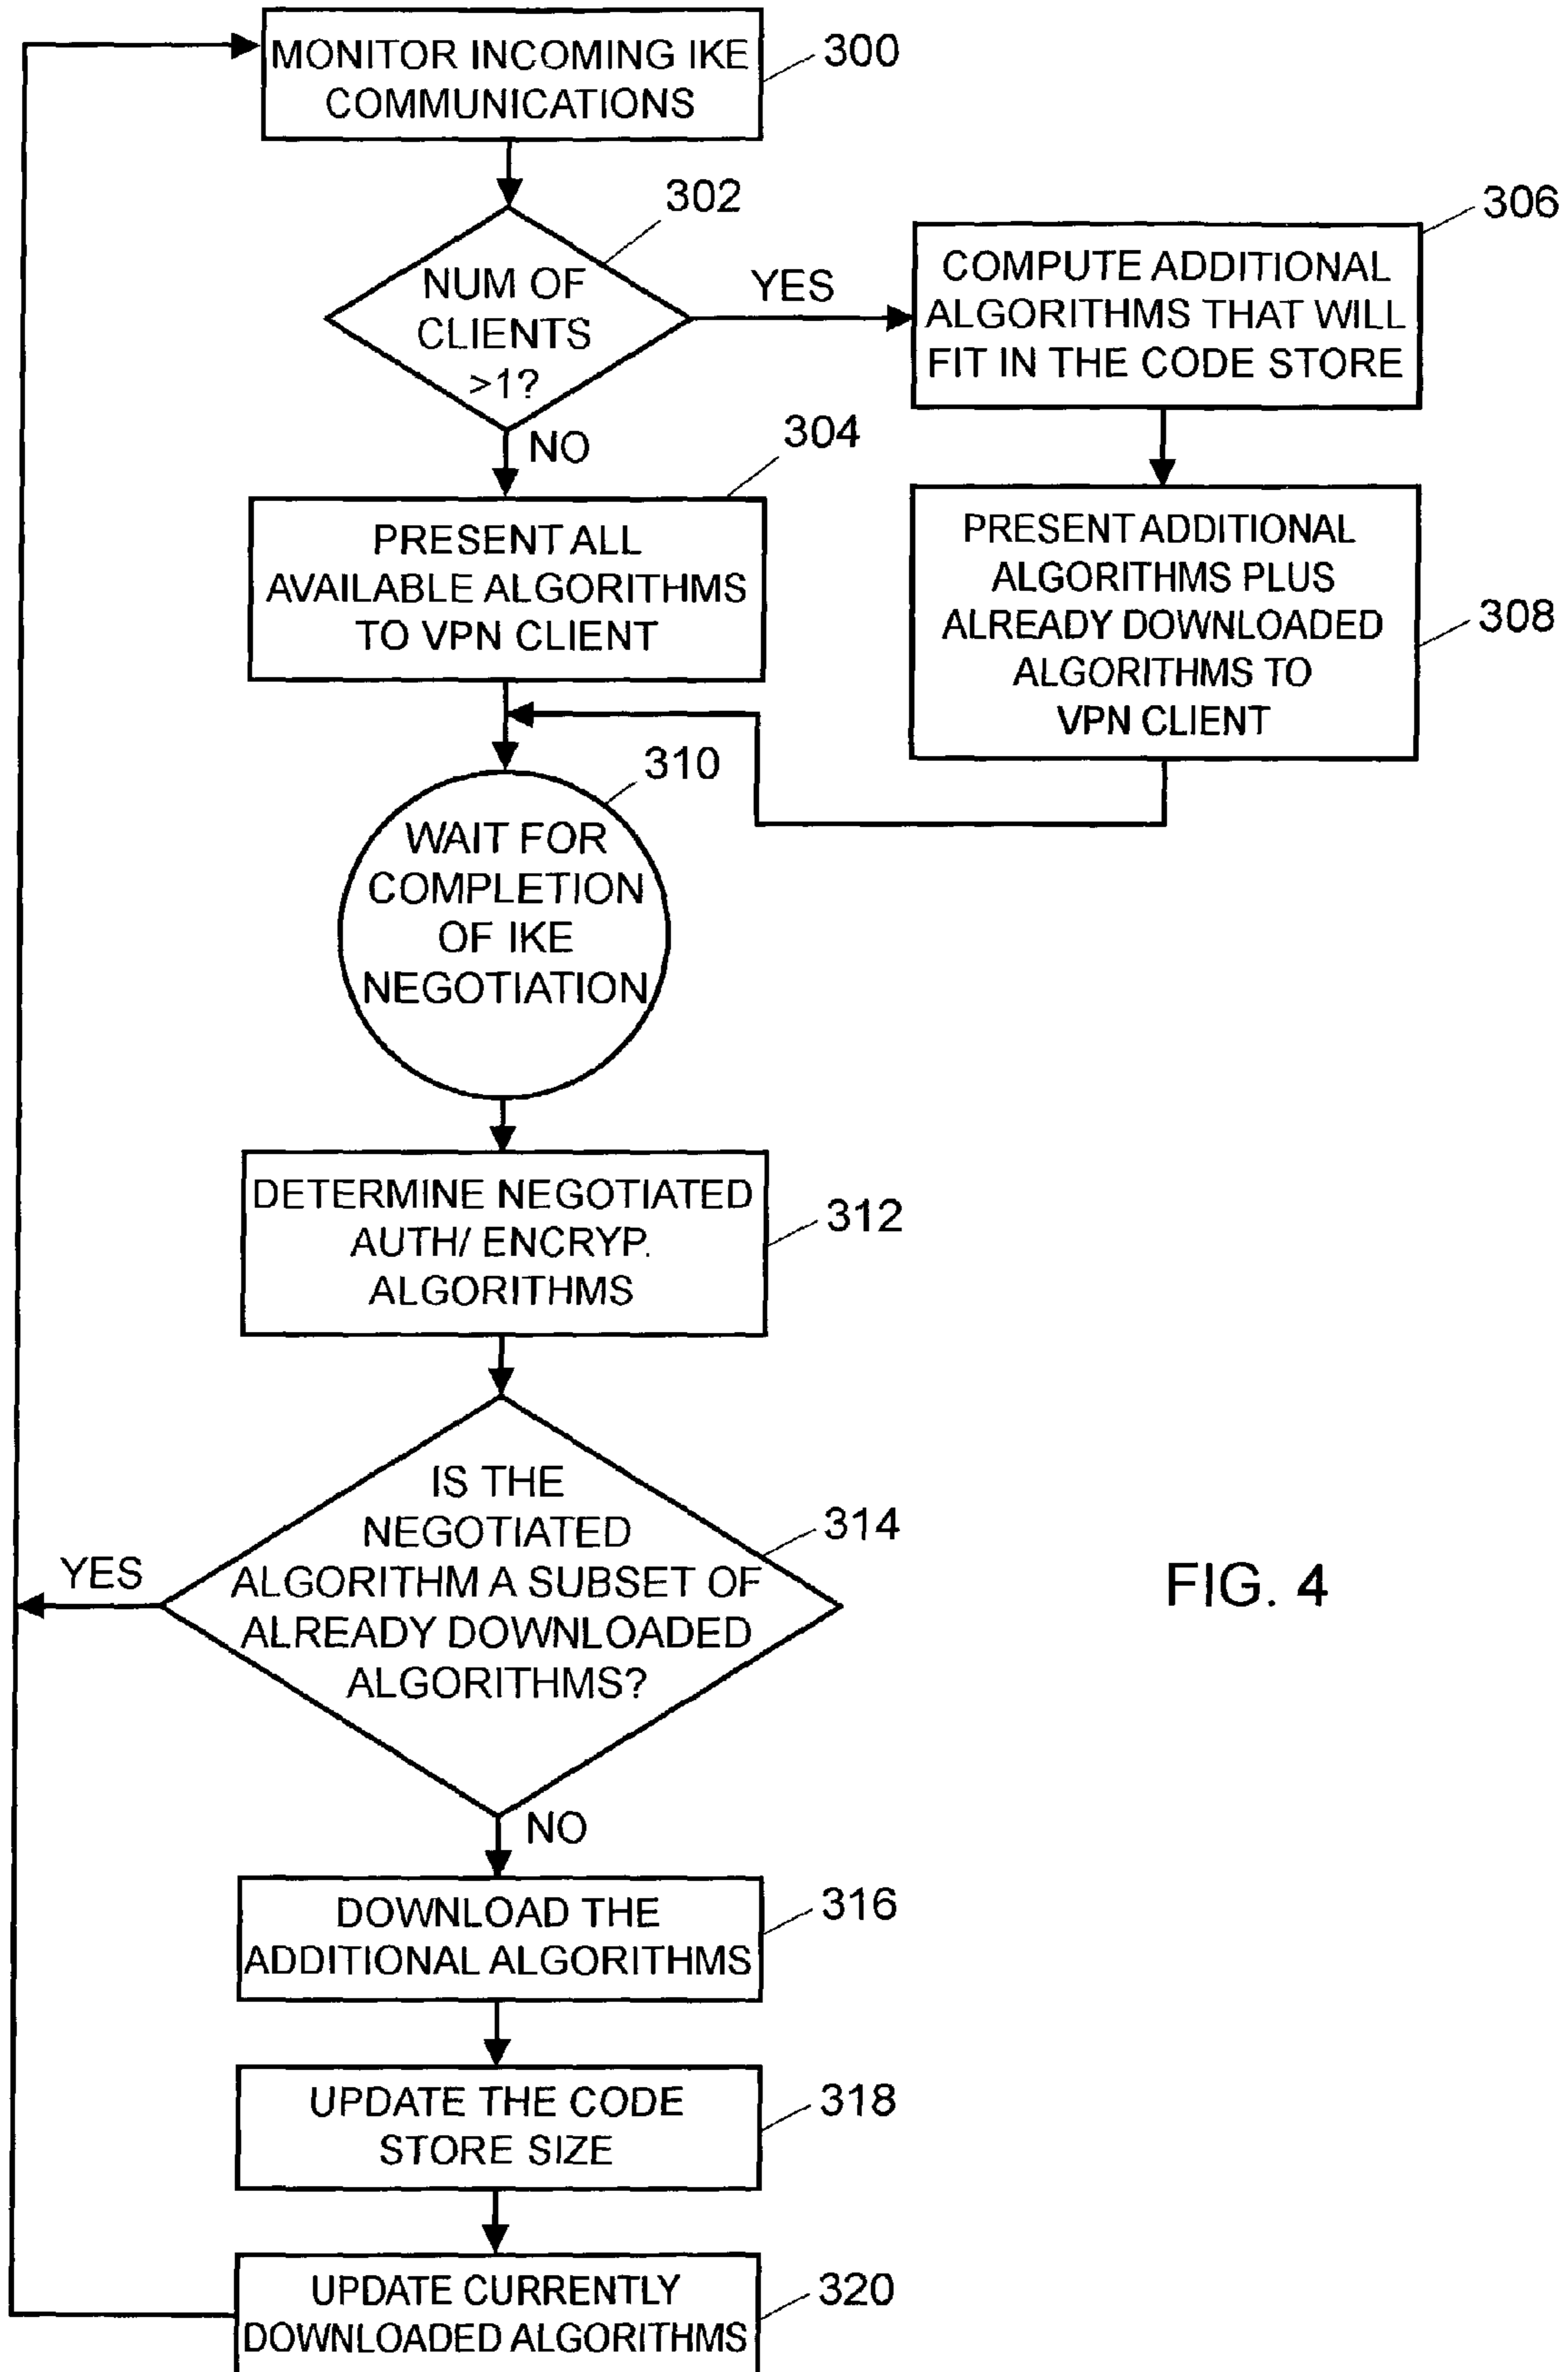 MONITOR INCOMING IKE
COMMUNICATIONS
300
302
NUM OF
CLIENTS
>1?
YES
NO
306
COMPUTE ADDITIONAL
ALGORITHMS THAT WILL
FIT IN THE CODE STORE
304
PRESENT ALL
AVAILABLE ALGORITHMS
TO VPN CLIENT
PRESENT ADDITIONAL
ALGORITHMS PLUS
ALREADY DOWNLOADED
ALGORITHMS TO
VPN CLIENT
308
310
WAIT FOR
COMPLETION
OF IKE
NEGOTIATION
DETERMINE NEGOTIATED
AUTH/ ENCRYP.
ALGORITHMS
312
IS THE
NEGOTIATED
ALGORITHM A SUBSET OF
ALREADY DOWNLOADED
ALGORITHMS?
314
YES
NO
FIG. 4
DOWNLOAD THE
ADDITIONAL ALGORITHMS
316
UPDATE THE CODE
STORE SIZE
318
UPDATE CURRENTLY
DOWNLOADED ALGORITHMS
320